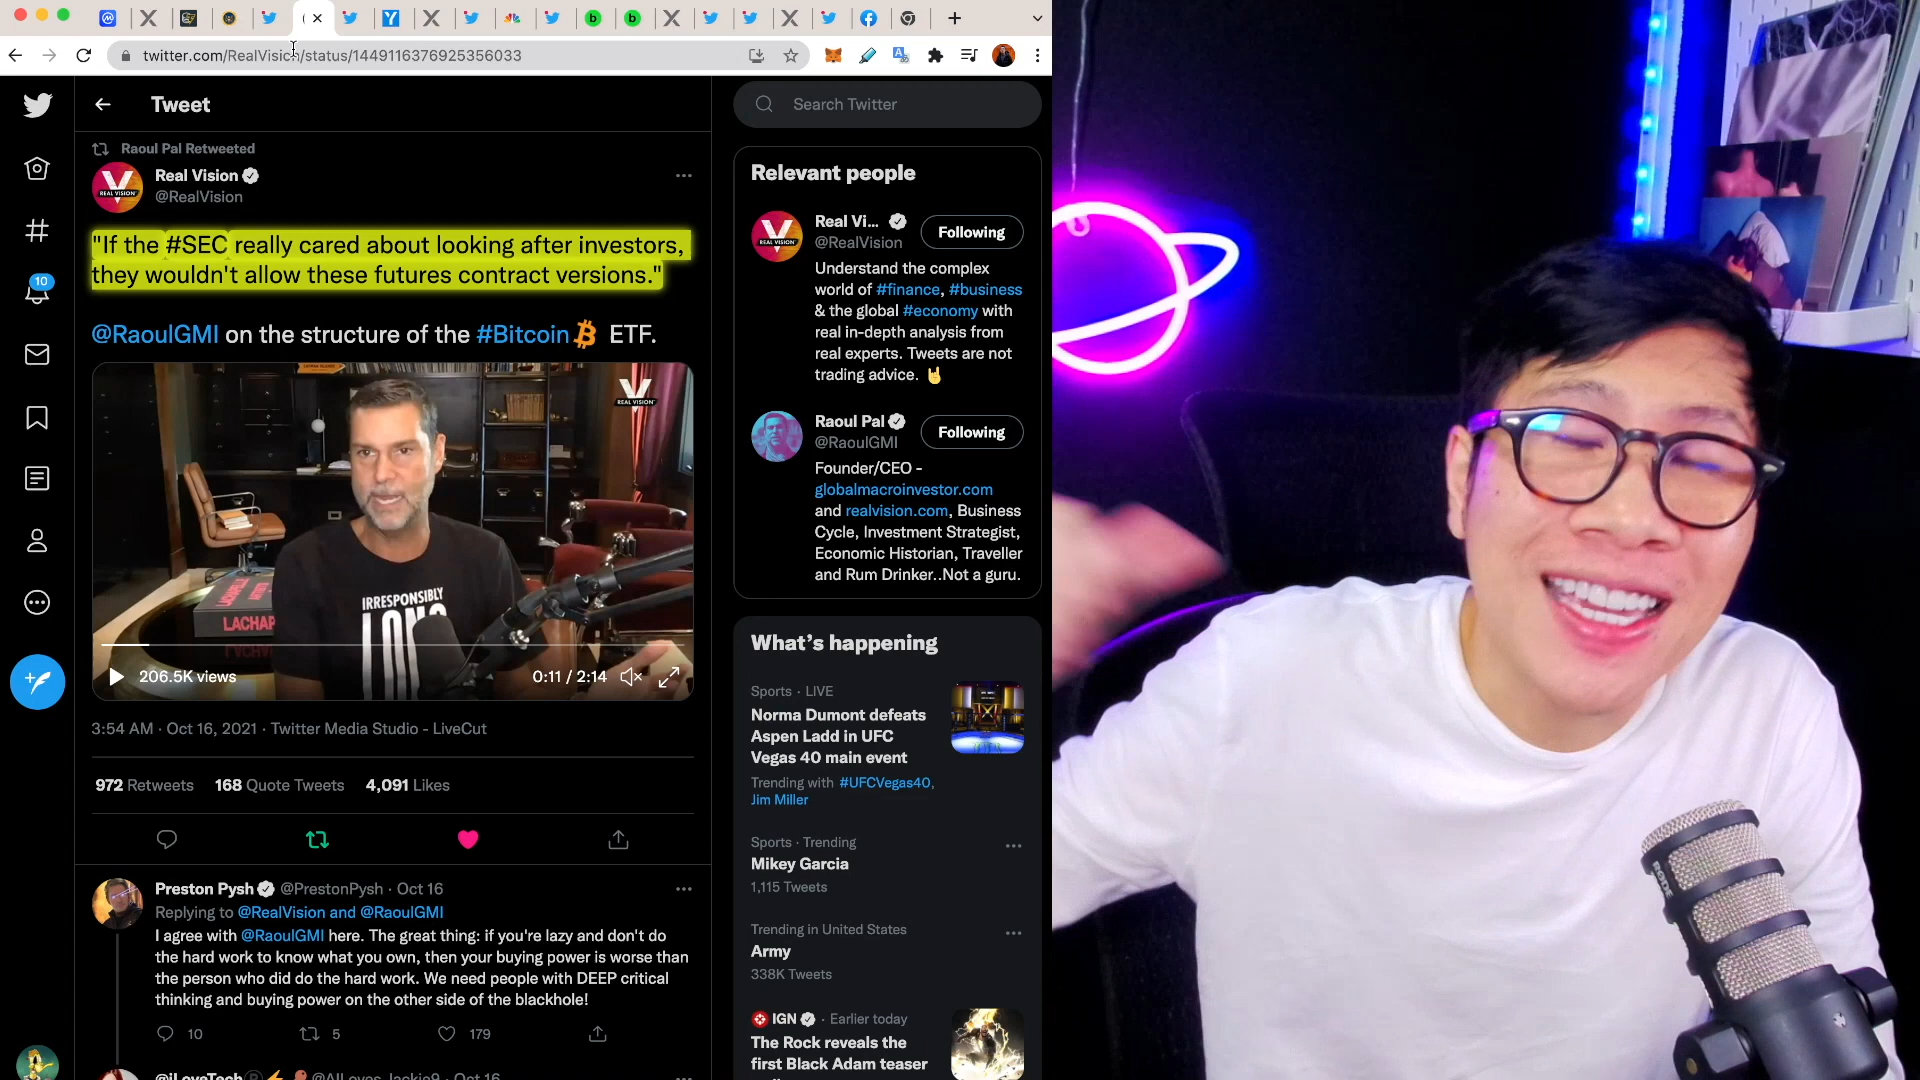 twitter.com/RealVision/status/1449116376925356033
Tweet
Search Twitter
Raoul Pal Retweeted
Real Vision
@RealVision
"If the #SEC really cared about looking after investors,
they wouldn't allow these futures contract versions."
@RaoulGMI on the structure of the #Bitcoin ETF.
V
REAL VISION
IRRESPONSIBLY
LONG
LACHAP
206.5K views
0:11 / 2:14
3:54 AM · Oct 16, 2021 · Twitter Media Studio - LiveCut
972 Retweets 168 Quote Tweets 4,091 Likes
Preston Pysh @PrestonPysh · Oct 16
Replying to @RealVision and @RaoulGMI
I agree with @RaoulGMI here. The great thing: if you're lazy and don't do
the hard work to know what you own, then your buying power is worse than
the person who did do the hard work. We need people with DEEP critical
thinking and buying power on the other side of the blackhole!
10 5 179
10
Relevant people
Real Vi...
@RealVision
Following
Understand the complex
world of #finance, #business
& the global #economy with
real in-depth analysis from
real experts. Tweets are not
trading advice.
Raoul Pal
@RaoulGMI
Following
Founder/CEO -
globalmacroinvestor.com
and realvision.com, Business
Cycle, Investment Strategist,
Economic Historian, Traveller
and Rum Drinker..Not a guru.
What's happening
Sports · LIVE
Norma Dumont defeats
Aspen Ladd in UFC
Vegas 40 main event
Trending with #UFCVegas40,
Jim Miller
Sports · Trending
Mikey Garcia
1,115 Tweets
Trending in United States
Army
338K Tweets
IGN · Earlier today
The Rock reveals the
first Black Adam teaser
RODE